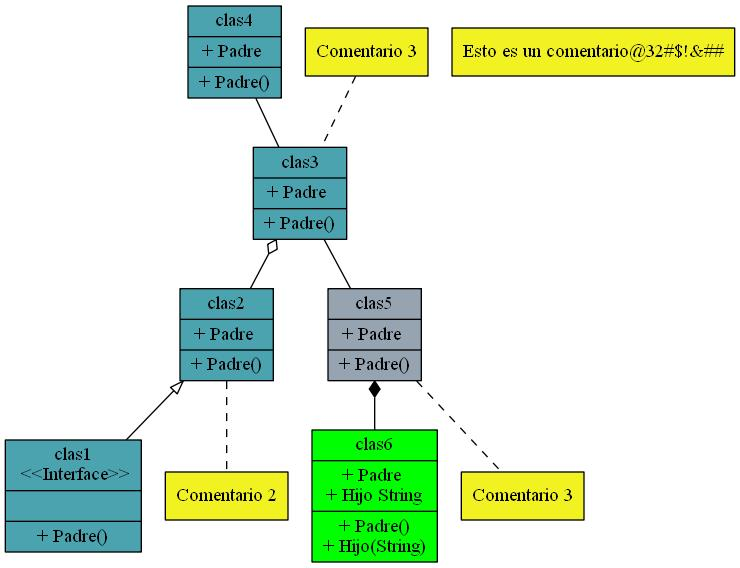 clas4
+ Padre
+ Padre()
Comentario 3
Esto es un comentario@32#$!&##
clas3
+ Padre
+ Padre()
clas2
+ Padre
+ Padre()
clas5
+ Padre
+ Padre()
clas1
<<Interface>>
+ Padre()
Comentario 2
clas6
+ Padre
+ Hijo String
+ Padre()
+ Hijo(String)
Comentario 3